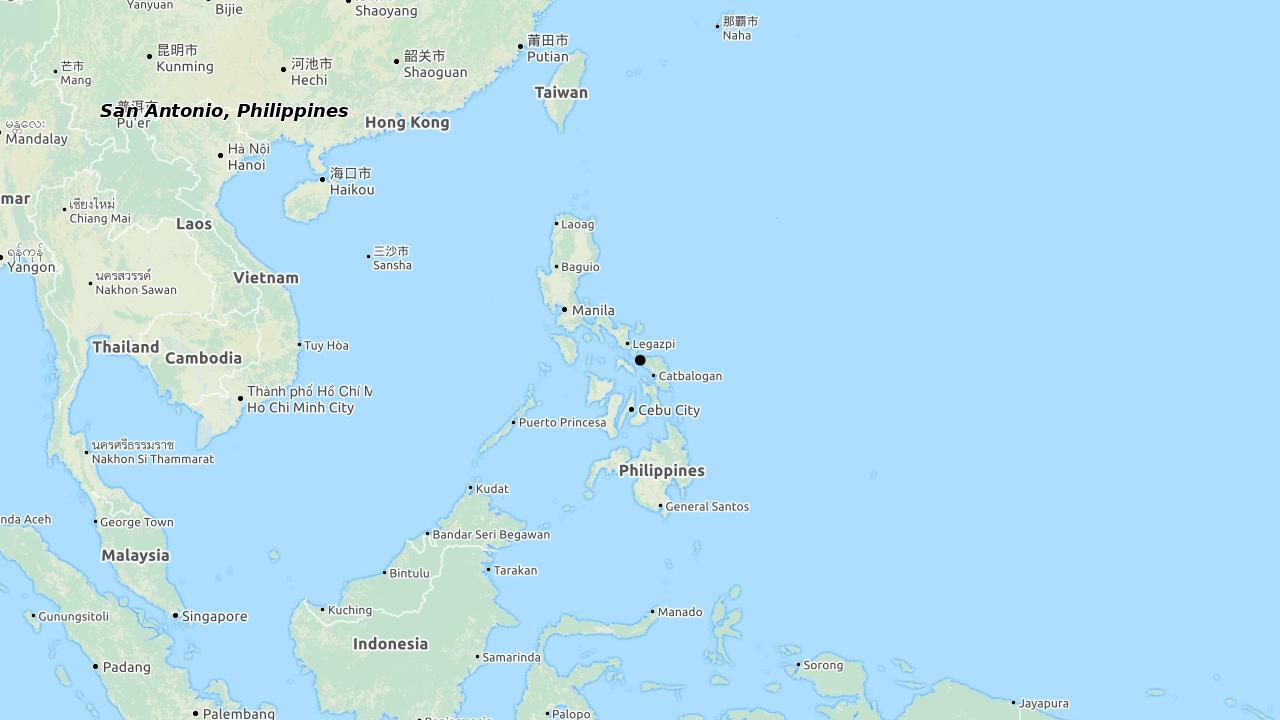 Yanyuan
Bijie
Shaoyang
那覇市
Naha
莆田市
Putian
昆明市
Kunming
河池市
Hechi
韶关市
Shaoguan
芒市
Mang
Taiwan
普洱市
Pu'er
San Antonio, Philippines
Hong Kong
မန္တလေး
Mandalay
Hà Nội
Hanoi
海口市
Haikou
mar
เชียงใหม่
Chiang Mai
Laos
Laoag
ရန်ကုန်
Yangon
三沙市
Sansha
Baguio
Vietnam
นครสวรรค์
Nakhon Sawan
Manila
Thailand
Cambodia
Tuy Hòa
Legazpi
Catbalogan
Thành phố Hồ Chí M
Ho Chi Minh City
Cebu City
Puerto Princesa
นครศรีธรรมราช
Nakhon Si Thammarat
Philippines
Kudat
General Santos
nda Aceh
George Town
Bandar Seri Begawan
Malaysia
Bintulu
Tarakan
Gunungsitoli
Singapore
Kuching
Manado
Indonesia
Padang
Samarinda
Sorong
Palembang
Palopo
Jayapura